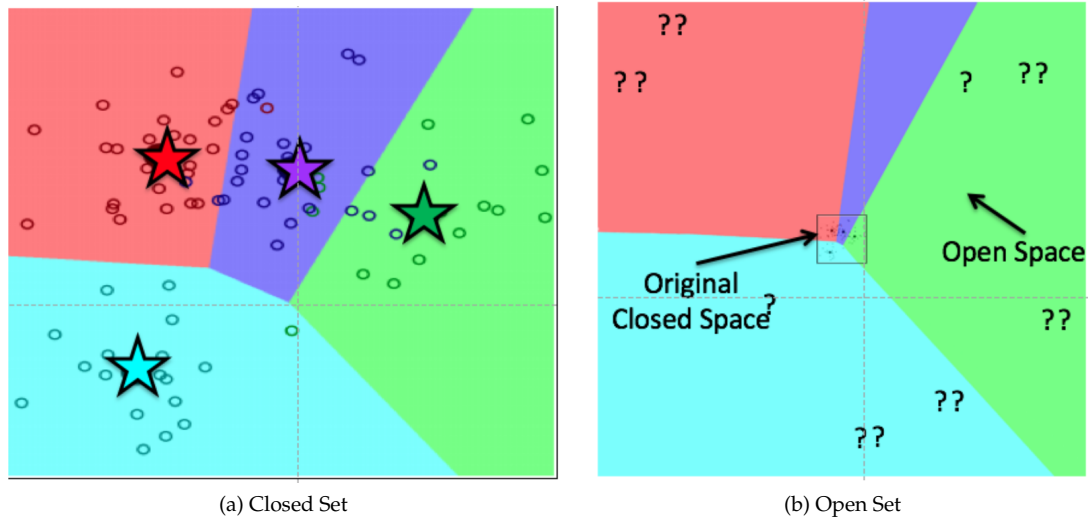 ??
??
?
??
Open Space
Original
Closed Space
?
??
??
??
(a) Closed Set
(b) Open Set